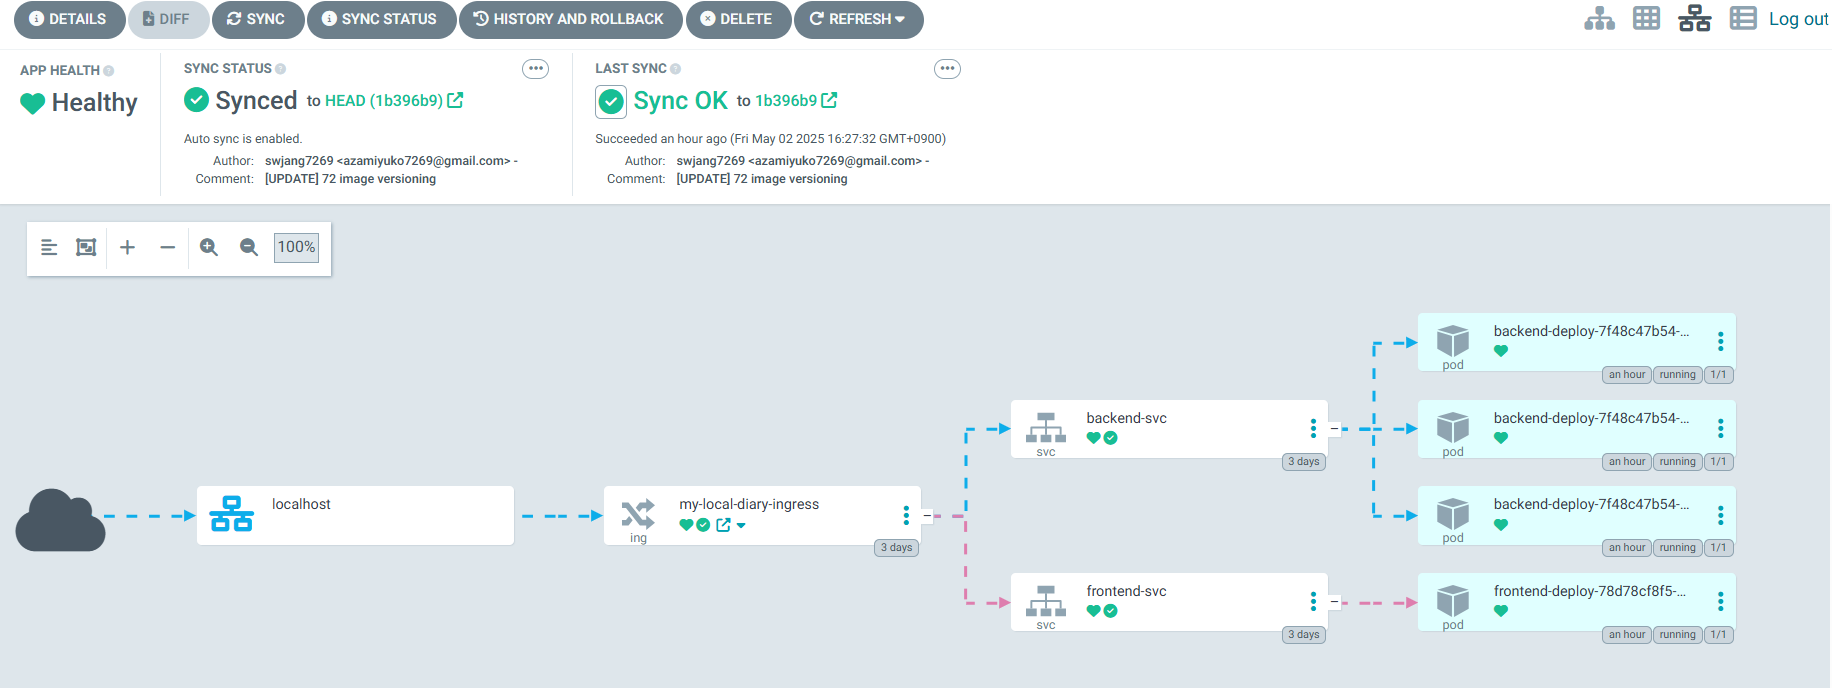 DETAILS
DIFF
SYNC
SYNC STATUS
HISTORY AND ROLLBACK
DELETE
REFRESH
Log out
APP HEALTH
Healthy
SYNC STATUS
Synced to HEAD (1b396b9)
Auto sync is enabled.
Author: swjang7269 <azamiyuko7269@gmail.com> -
Comment: [UPDATE] 72 image versioning
LAST SYNC
Sync OK to 1b396b9
Succeeded an hour ago (Fri May 02 2025 16:27:32 GMT+0900)
Author: swjang7269 <azamiyuko7269@gmail.com> -
Comment: [UPDATE] 72 image versioning
100%
localhost
my-local-diary-ingress
ing
3 days
backend-svc
svc
3 days
frontend-svc
svc
3 days
backend-deploy-7f48c47b54-...
pod
an hour running 1/1
backend-deploy-7f48c47b54-...
pod
an hour running 1/1
backend-deploy-7f48c47b54-...
pod
an hour running 1/1
frontend-deploy-78d78cf8f5-...
pod
an hour running 1/1